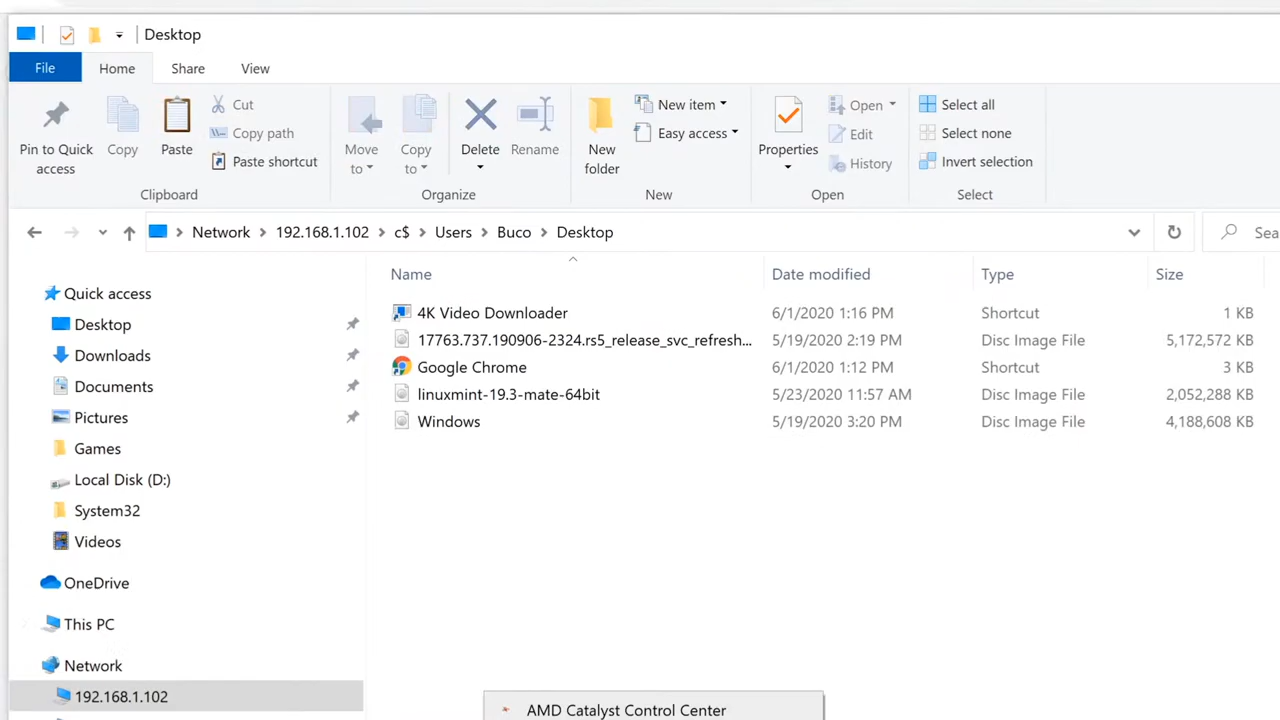 Desktop
File Home Share View
Pin to Quick access
Copy
Paste
Cut
Copy path
Paste shortcut
Clipboard
Move to
Copy to
Delete
Rename
Organize
New folder
New item
Easy access
New
Properties
Open
Edit
History
Open
Select all
Select none
Invert selection
Select
Network 192.168.1.102 c$ Users Buco Desktop
Sea
Name Date modified Type Size
4K Video Downloader 6/1/2020 1:16 PM Shortcut 1 KB
17763.737.190906-2324.rs5_release_svc_refresh... 5/19/2020 2:19 PM Disc Image File 5,172,572 KB
Google Chrome 6/1/2020 1:12 PM Shortcut 3 KB
linuxmint-19.3-mate-64bit 5/23/2020 11:57 AM Disc Image File 2,052,288 KB
Windows 5/19/2020 3:20 PM Disc Image File 4,188,608 KB
Quick access
Desktop
Downloads
Documents
Pictures
Games
Local Disk (D:)
System32
Videos
OneDrive
This PC
Network
192.168.1.102
AMD Catalyst Control Center